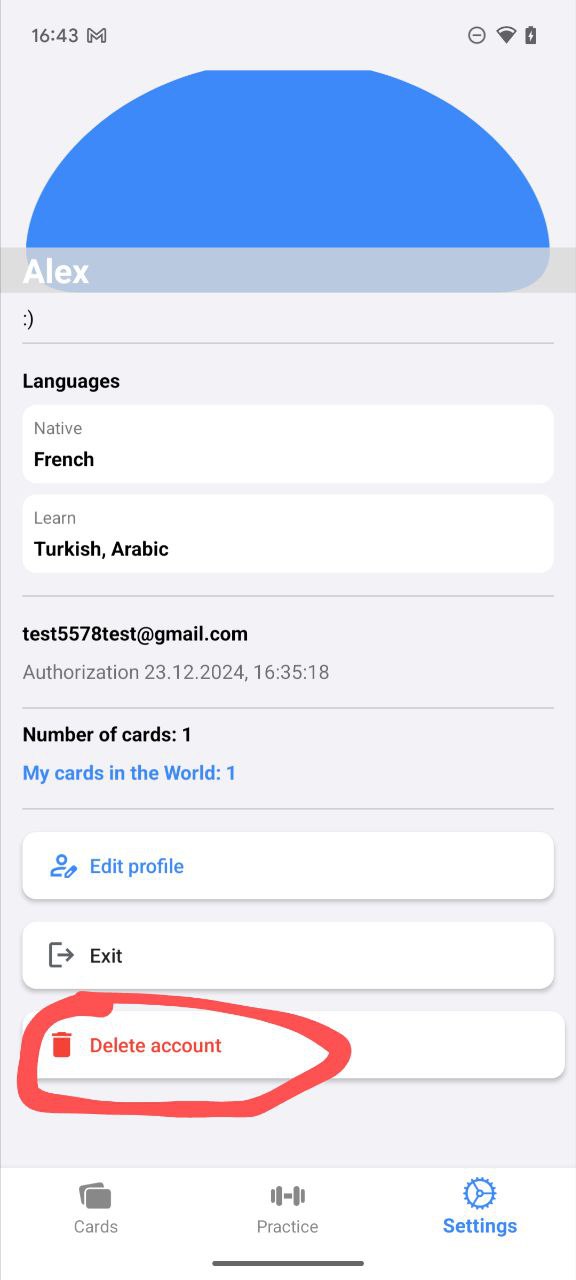 16:43
Alex
:)
Languages
Native
French
Learn
Turkish, Arabic
test5578test@gmail.com
Authorization 23.12.2024, 16:35:18
Number of cards: 1
My cards in the World: 1
Edit profile
Exit
Delete account
Cards
Practice
Settings